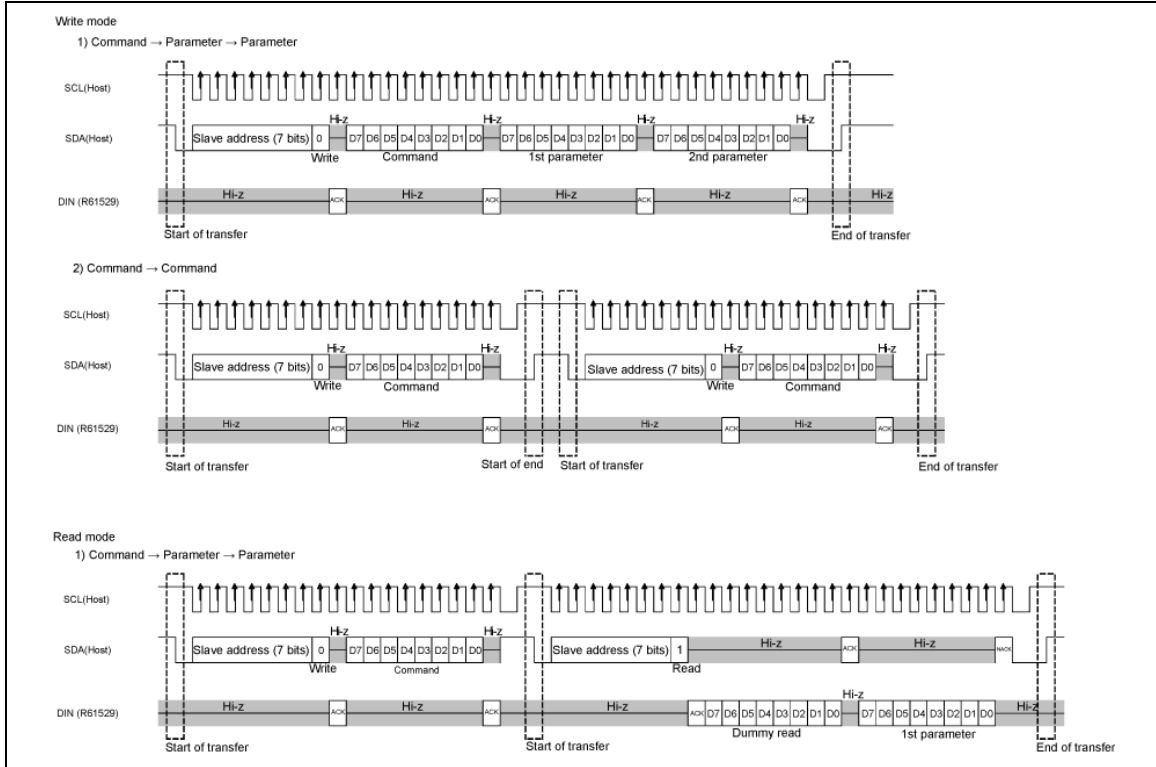 Write mode
1) Command → Parameter → Parameter
SCL(Host)
Hi-z Hi-z Hi-z Hi-z
SDA(Host) Slave address (7 bits) 0 D7 D6 D5 D4 D3 D2 D1 D0 D7 D6 D5 D4 D3 D2 D1 D0 D7 D6 D5 D4 D3 D2 D1 D0
Write Command 1st parameter 2nd parameter
DIN (R61529) Hi-z ACK Hi-z ACK Hi-z ACK Hi-z ACK Hi-z
Start of transfer End of transfer
2) Command → Command
SCL(Host)
Hi-z Hi-z Hi-z Hi-z
SDA(Host) Slave address (7 bits) 0 D7 D6 D5 D4 D3 D2 D1 D0 Slave address (7 bits) 0 D7 D6 D5 D4 D3 D2 D1 D0
Write Command Write Command
DIN (R61529) Hi-z ACK Hi-z ACK Hi-z ACK Hi-z ACK
Start of transfer Start of end Start of transfer End of transfer
Read mode
1) Command → Parameter → Parameter
SCL(Host)
Hi-z Hi-z
SDA(Host) Slave address (7 bits) 0 D7 D6 D5 D4 D3 D2 D1 D0 Slave address (7 bits) 1 Hi-z ACK Hi-z NACK
Write Command Read
DIN (R61529) Hi-z ACK Hi-z ACK Hi-z ACK D7 D6 D5 D4 D3 D2 D1 D0 Hi-z D7 D6 D5 D4 D3 D2 D1 D0 Hi-z
Dummy read 1st parameter
Start of transfer Start of transfer End of transfer